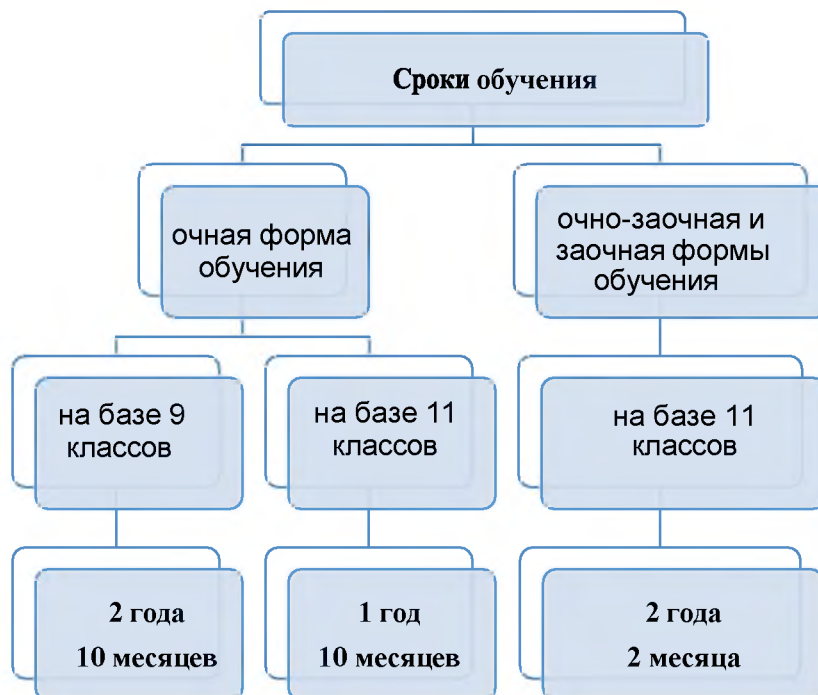 Сроки обучения
очная форма
обучения
очно-заочная и
заочная формы
обучения
на базе 9
классов
на базе 11
классов
на базе 11
классов
2 года
10 месяцев
1 год
10 месяцев
2 года
2 месяца